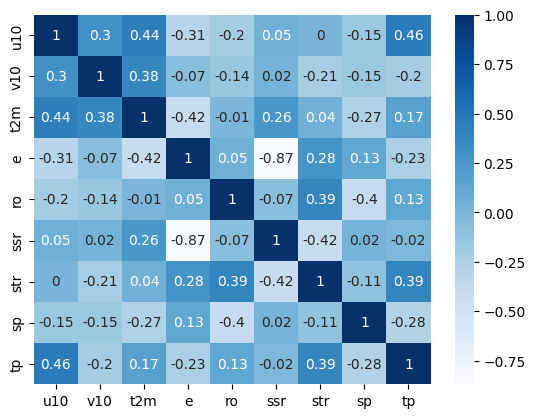 u10 1 0.3 0.44 -0.31 -0.2 0.05 0 -0.15 0.46
v10 0.3 1 0.38 -0.07 -0.14 0.02 -0.21 -0.15 -0.2
t2m 0.44 0.38 1 -0.42 -0.01 0.26 0.04 -0.27 0.17
e -0.31 -0.07 -0.42 1 0.05 -0.87 0.28 0.13 -0.23
ro -0.2 -0.14 -0.01 0.05 1 -0.07 0.39 -0.4 0.13
ssr 0.05 0.02 0.26 -0.87 -0.07 1 -0.42 0.02 -0.02
str 0 -0.21 0.04 0.28 0.39 -0.42 1 -0.11 0.39
sp -0.15 -0.15 -0.27 0.13 -0.4 0.02 -0.11 1 -0.28
tp 0.46 -0.2 0.17 -0.23 0.13 -0.02 0.39 -0.28 1
u10 v10 t2m e ro ssr str sp tp
1.00
0.75
0.50
0.25
0.00
−0.25
−0.50
−0.75